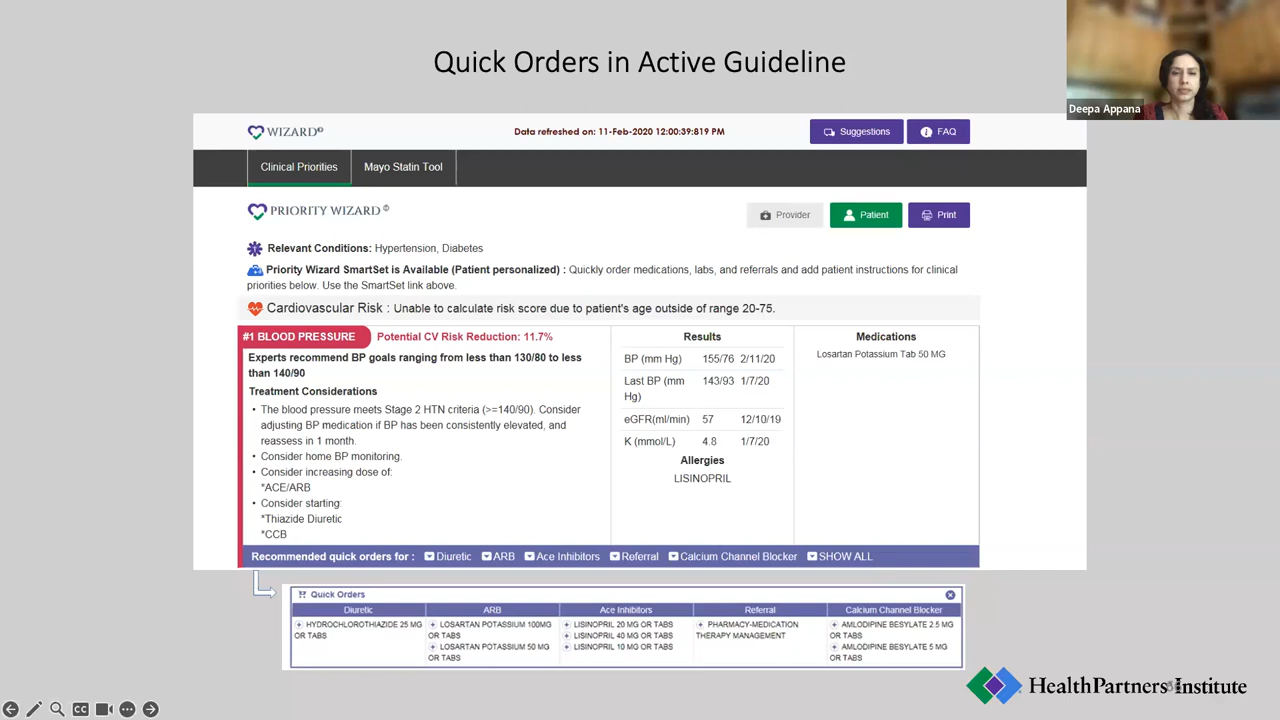 Quick Orders in Active Guideline
Deepa Appana
WIZARD
Data refreshed on: 11-Feb-2020 12:00:39:819 PM
Suggestions
FAQ
Clinical Priorities
Mayo Statin Tool
PRIORITY WIZARD
Provider
Patient
Print
Relevant Conditions: Hypertension, Diabetes
Priority Wizard SmartSet is Available (Patient personalized) : Quickly order medications, labs, and referrals and add patient instructions for clinical
priorities below. Use the SmartSet link above.
Cardiovascular Risk : Unable to calculate risk score due to patient's age outside of range 20-75.
#1 BLOOD PRESSURE
Potential CV Risk Reduction: 11.7%
Experts recommend BP goals ranging from less than 130/80 to less
than 140/90
Treatment Considerations
• The blood pressure meets Stage 2 HTN criteria (>=140/90). Consider
adjusting BP medication if BP has been consistently elevated, and
reassess in 1 month.
• Consider home BP monitoring.
• Consider increasing dose of:
*ACE/ARB
• Consider starting:
*Thiazide Diuretic
*CCB
Results
BP (mm Hg) 155/76 2/11/20
Last BP (mm 143/93 1/7/20
Hg)
eGFR(ml/min) 57 12/10/19
K (mmol/L) 4.8 1/7/20
Allergies
LISINOPRIL
Medications
Losartan Potassium Tab 50 MG
Recommended quick orders for : Diuretic ARB Ace Inhibitors Referral Calcium Channel Blocker SHOW ALL
Quick Orders
Diuretic
HYDROCHLOROTHIAZIDE 25 MG
OR TABS
ARB
LOSARTAN POTASSIUM 100MG
OR TABS
LOSARTAN POTASSIUM 50 MG
OR TABS
Ace Inhibitors
LISINOPRIL 20 MG OR TABS
LISINOPRIL 40 MG OR TABS
LISINOPRIL 10 MG OR TABS
Referral
PHARMACY-MEDICATION
THERAPY MANAGEMENT
Calcium Channel Blocker
AMLODIPINE BESYLATE 2.5 MG
OR TABS
AMLODIPINE BESYLATE 5 MG
OR TABS
CC
HealthPartners Institute